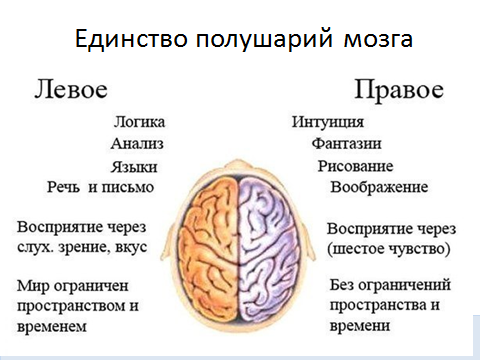 Единство полушарий мозга
Левое
Логика
Анализ
Языки
Речь и письмо
Восприятие через
слух. зрение, вкус
Мир ограничен
пространством и
временем
Правое
Интуиция
Фантазии
Рисование
Воображение
Восприятие через
(шестое чувство)
Без ограничений
пространства и
времени